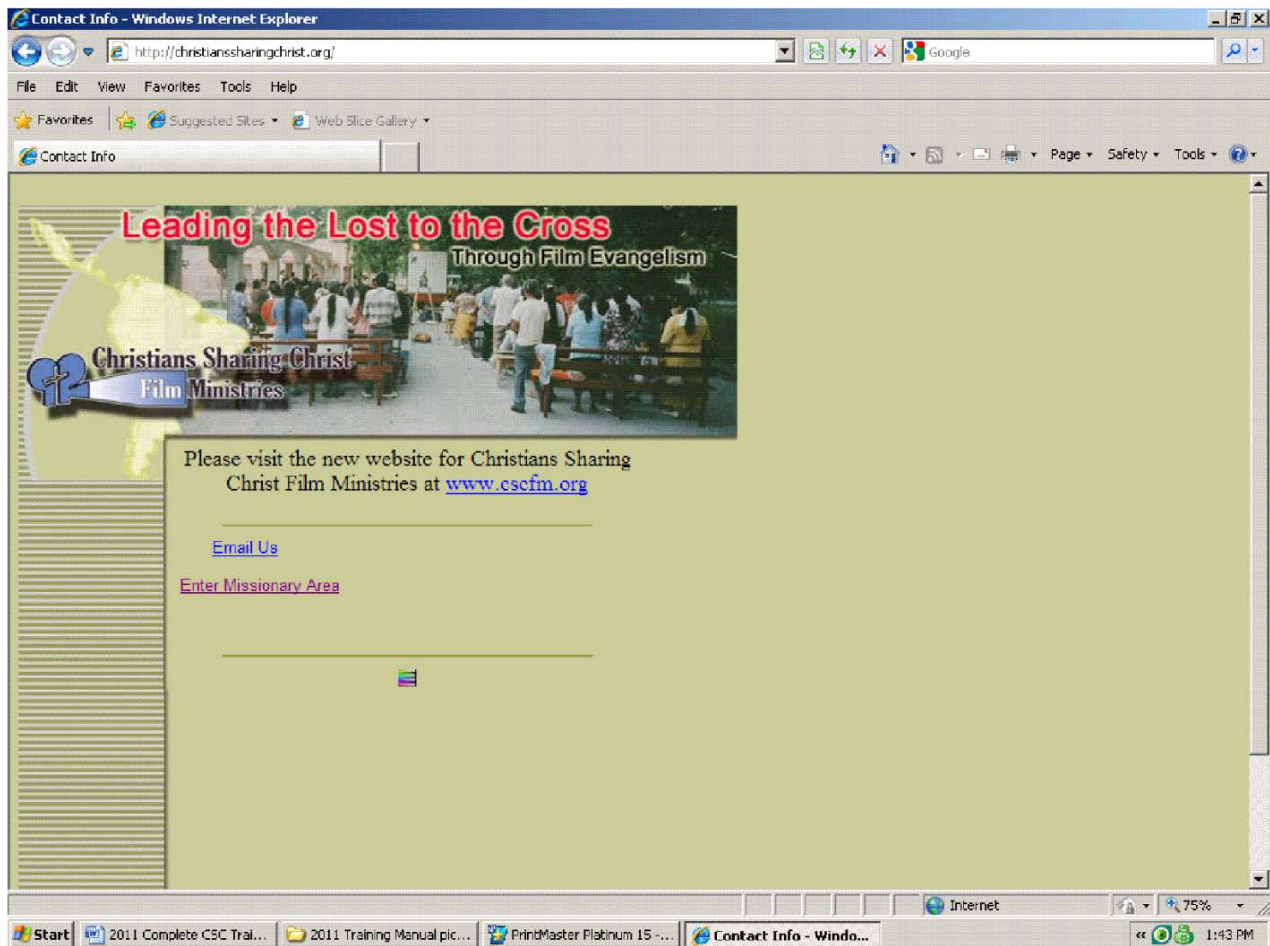 Contact Info - Windows Internet Explorer
http://christianssharingchrist.org/
Google
File Edit View Favorites Tools Help
Favorites Suggested Sites Web Slice Gallery
Contact Info Page Safety Tools
Leading the Lost to the Cross
Through Film Evangelism
Christians Sharing Christ
Film Ministries
Please visit the new website for Christians Sharing
Christ Film Ministries at www.cscfm.org
Email Us
Enter Missionary Area
Internet 75%
Start 2011 Complete CSC Trai... 2011 Training Manual pic... PrintMaster Platinum 15 -... Contact Info - Windo... « 1:43 PM